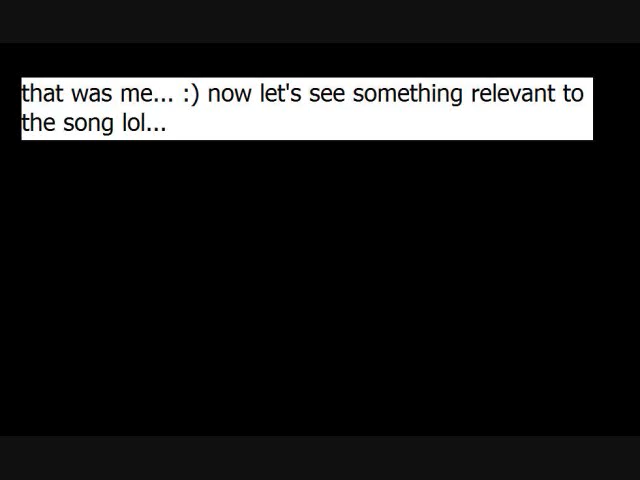 that was me... :) now let's see something relevant to
the song lol...